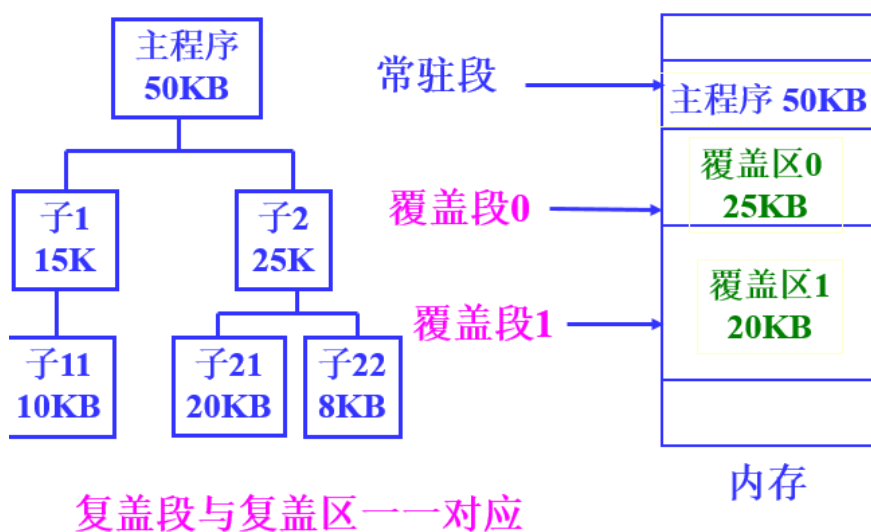 主程序
50KB
子1
15K
子2
25K
子11
10KB
子21
20KB
子22
8KB
常驻段
覆盖段0
覆盖段1
主程序 50KB
覆盖区0
25KB
覆盖区1
20KB
内存
复盖段与复盖区一一对应